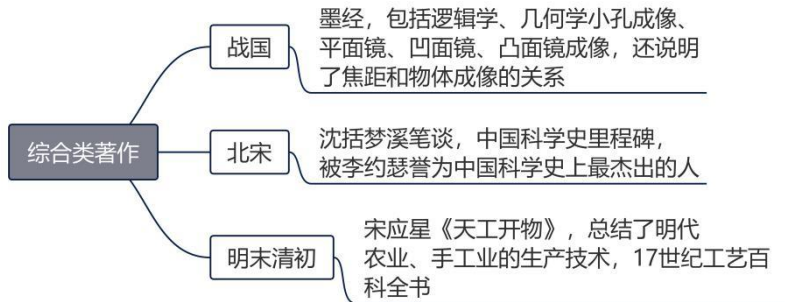 综合类著作
战国
墨经，包括逻辑学、几何学小孔成像、
平面镜、凹面镜、凸面镜成像，还说明
了焦距和物体成像的关系
北宋
沈括梦溪笔谈，中国科学史里程碑，
被李约瑟誉为中国科学史上最杰出的人
明末清初
宋应星《天工开物》，总结了明代
农业、手工业的生产技术，17世纪工艺百
科全书